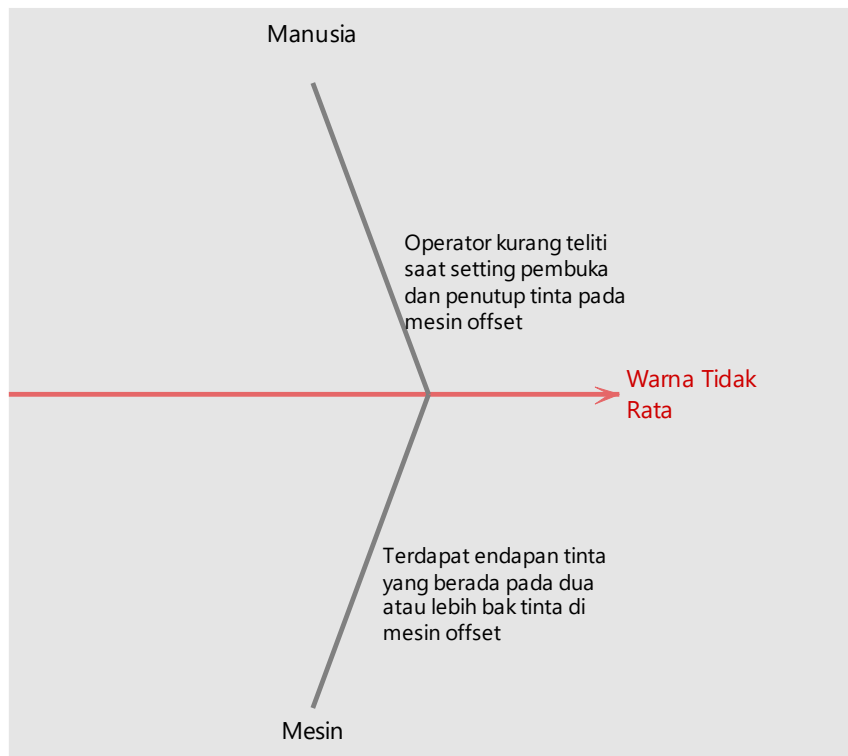 Manusia
Operator kurang teliti
saat setting pembuka
dan penutup tinta pada
mesin offset
Warna Tidak
Rata
Terdapat endapan tinta
yang berada pada dua
atau lebih bak tinta di
mesin offset
Mesin